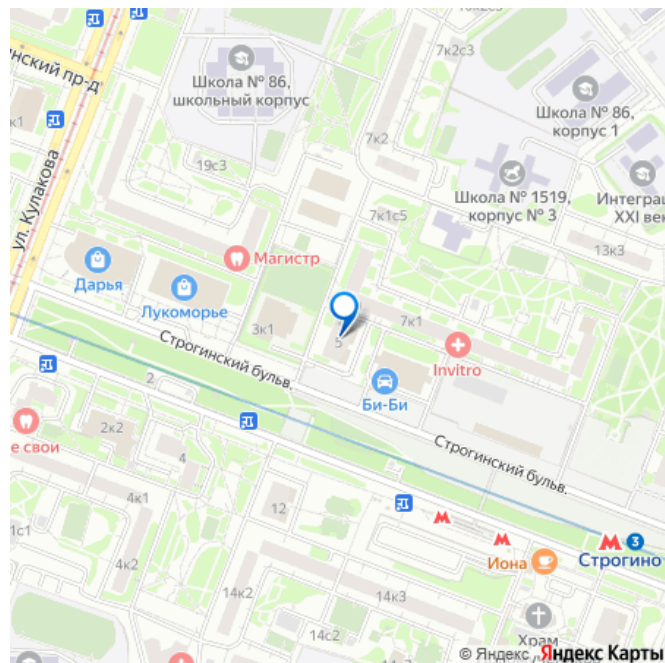 10к2с3
7к2с3
инский пр-д
Школа № 86,
школьный корпус
Школа № 86,
корпус 1
к1
7к2
ул. Кулакова
19с3
Школа № 1519,
корпус № 3
Интеграц
XXI век
7к1с5
13к3
Магистр
Дарья
Лукоморье
3к1
7к1
5
Invitro
Строгинский бульв.
2
Би-Би
2к2
е свои
4
Строгинский бульв.
4к1
12
1с1
М
М
М 3
Строгино
4к2
Иона
14к2
14к3
14с2
Храм
© Яндекс Яндекс Карты